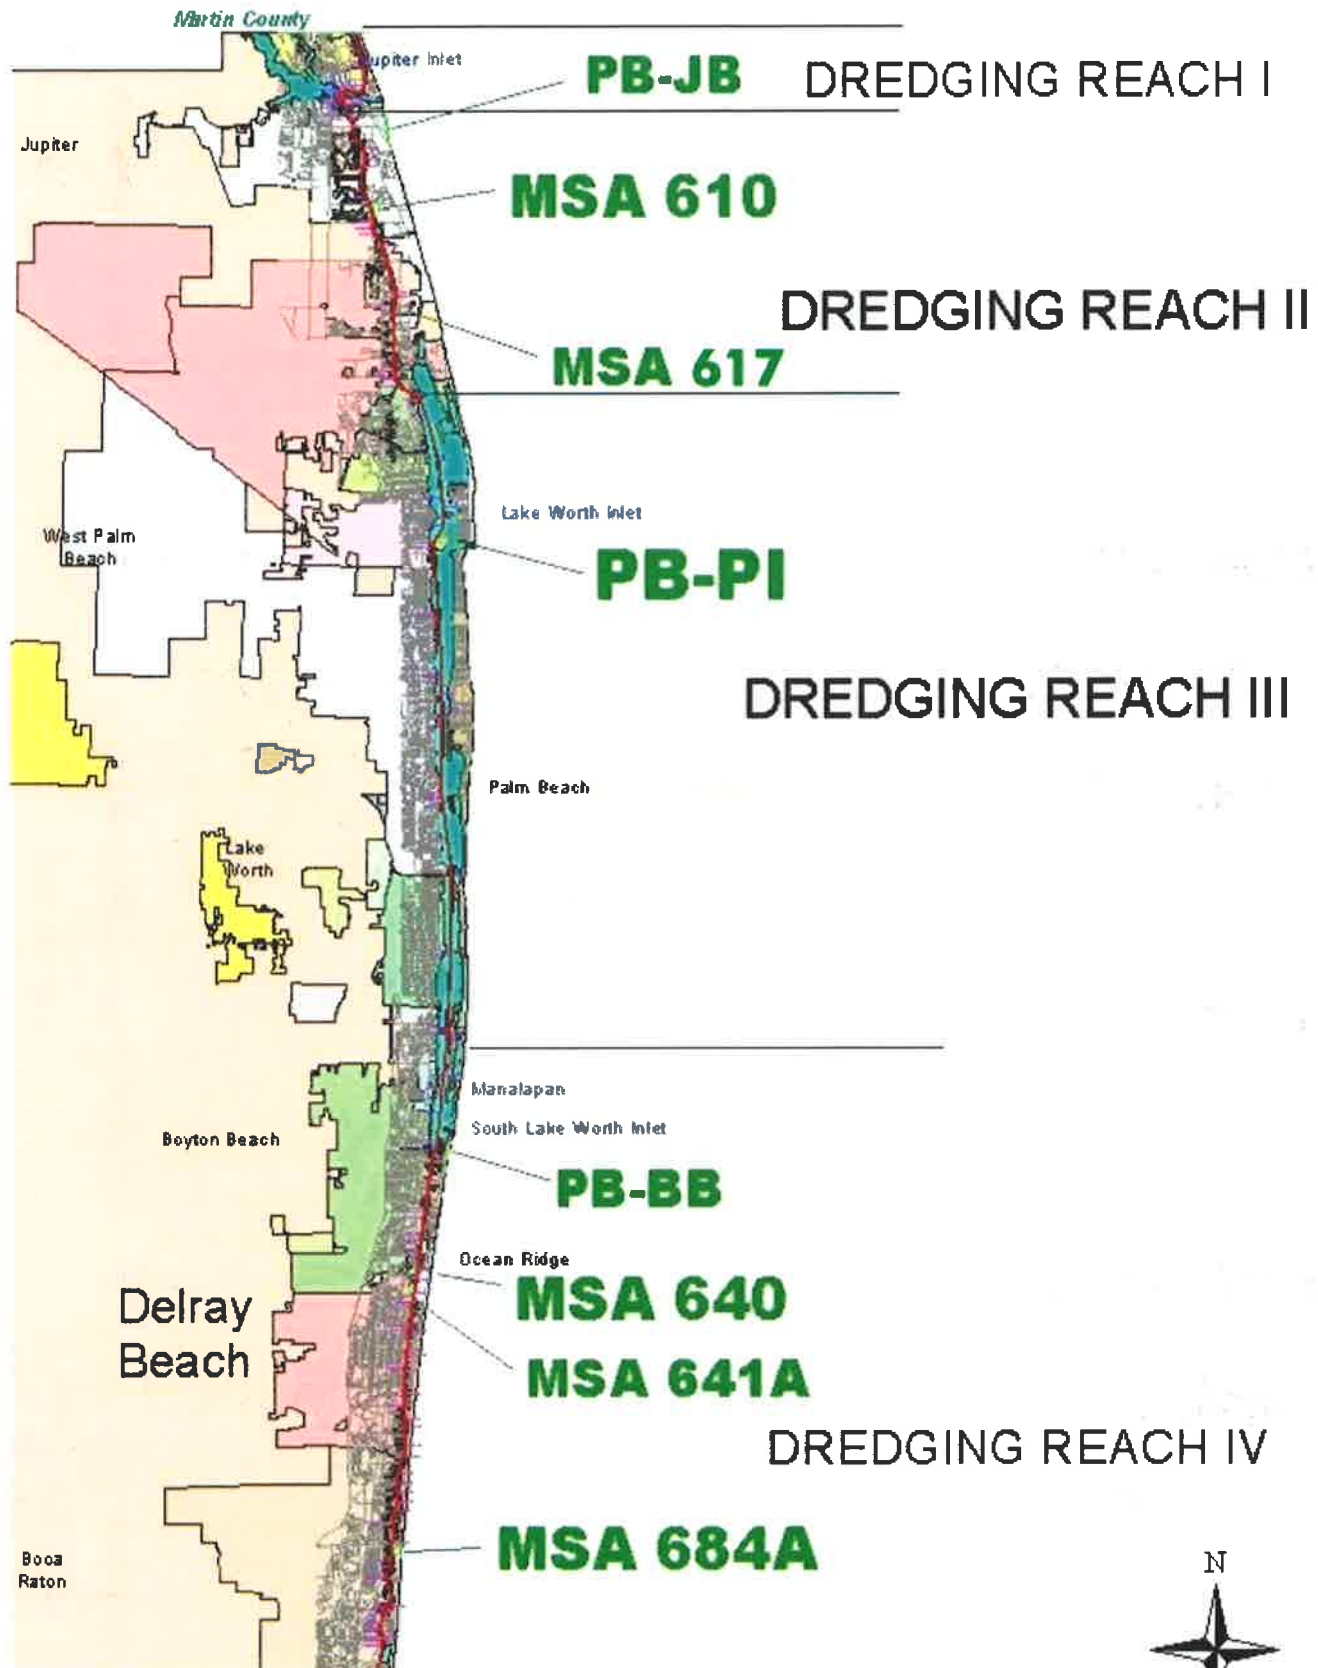 Martin County
Jupiter Inlet
PB-JB
DREDGING REACH I
Jupiter
MSA 610
DREDGING REACH II
MSA 617
Lake Worth Inlet
West Palm
Beach
PB-PI
DREDGING REACH III
Palm Beach
Lake
Worth
Manalapan
South Lake Worth Inlet
Boyton Beach
PB-BB
Ocean Ridge
MSA 640
Delray
Beach
MSA 641A
DREDGING REACH IV
MSA 684A
Boca
Raton
N